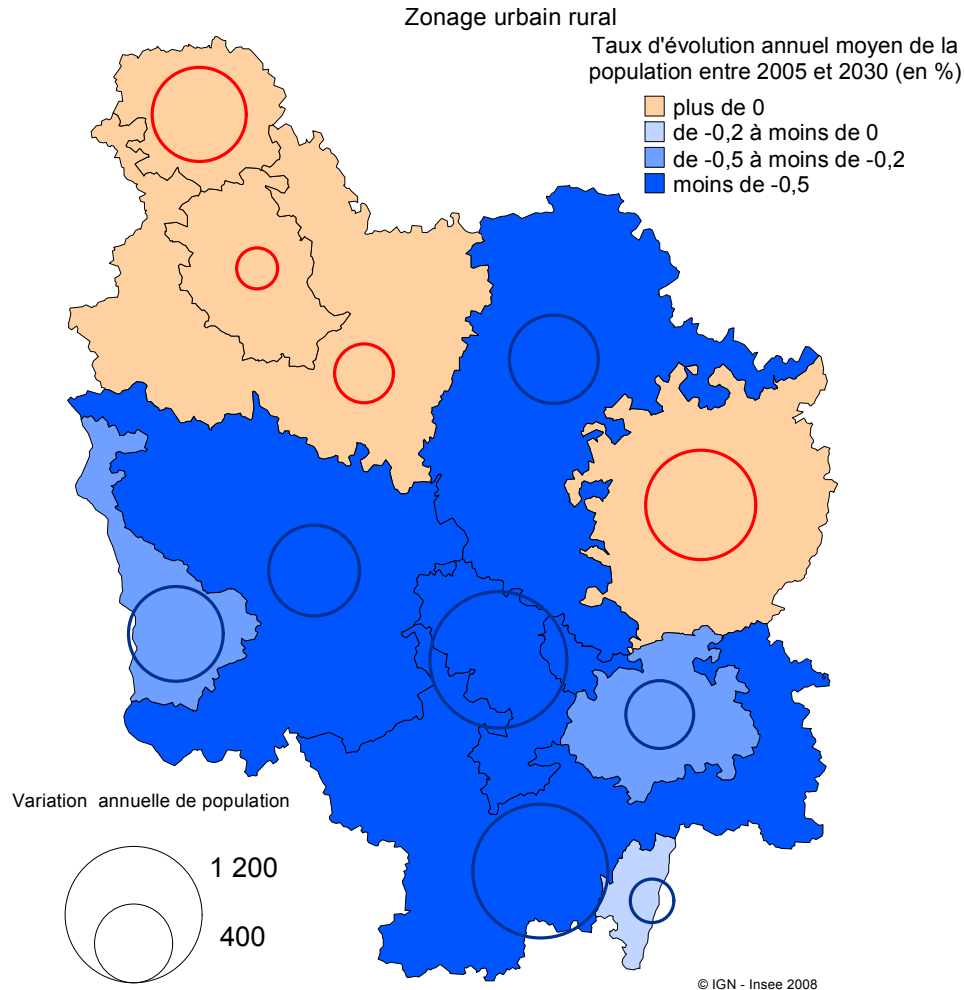 Zonage urbain rural
Taux d'évolution annuel moyen de la
population entre 2005 et 2030 (en %)
plus de 0
de -0,2 à moins de 0
de -0,5 à moins de -0,2
moins de -0,5
Variation annuelle de population
1 200
400
© IGN - Insee 2008